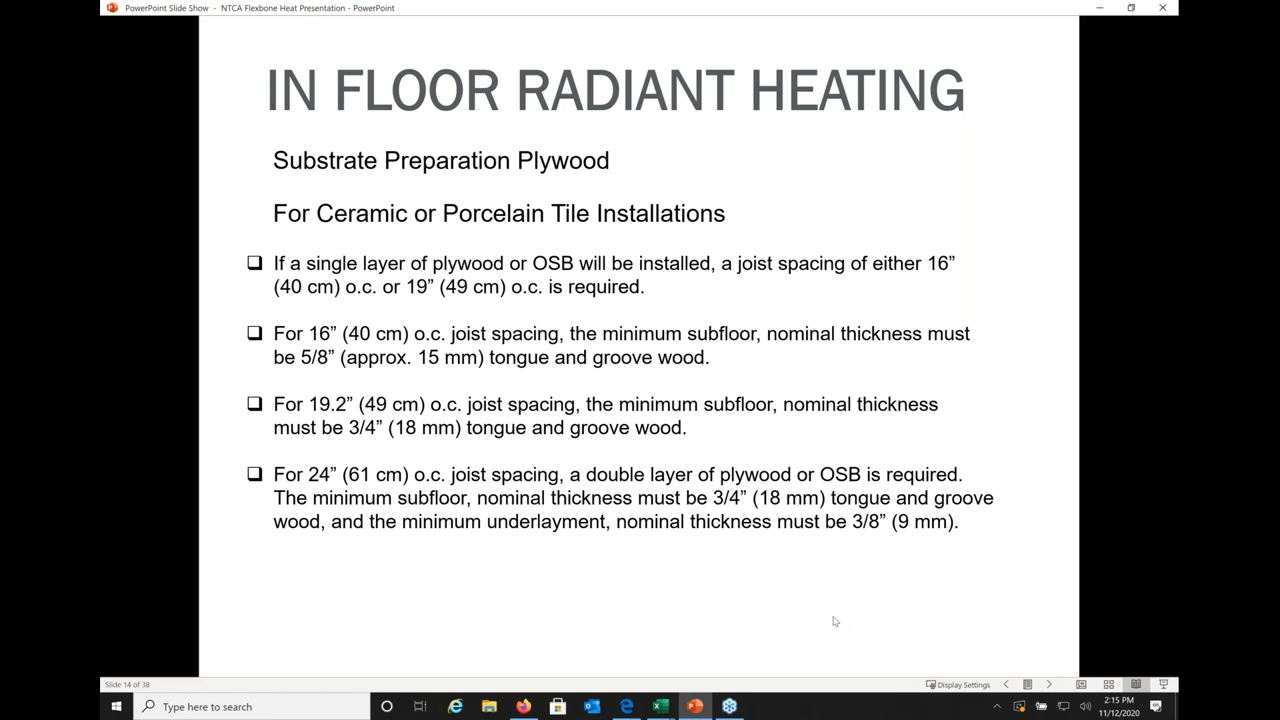 PowerPoint Slide Show - NTCA Flexbone Heat Presentation - PowerPoint
IN FLOOR RADIANT HEATING
Substrate Preparation Plywood
For Ceramic or Porcelain Tile Installations
❑ If a single layer of plywood or OSB will be installed, a joist spacing of either 16”
(40 cm) o.c. or 19” (49 cm) o.c. is required.
❑ For 16” (40 cm) o.c. joist spacing, the minimum subfloor, nominal thickness must
be 5/8” (approx. 15 mm) tongue and groove wood.
❑ For 19.2” (49 cm) o.c. joist spacing, the minimum subfloor, nominal thickness
must be 3/4” (18 mm) tongue and groove wood.
❑ For 24” (61 cm) o.c. joist spacing, a double layer of plywood or OSB is required.
The minimum subfloor, nominal thickness must be 3/4” (18 mm) tongue and groove
wood, and the minimum underlayment, nominal thickness must be 3/8” (9 mm).
Slide 14 of 38
Display Settings
Type here to search
2:15 PM
11/12/2020